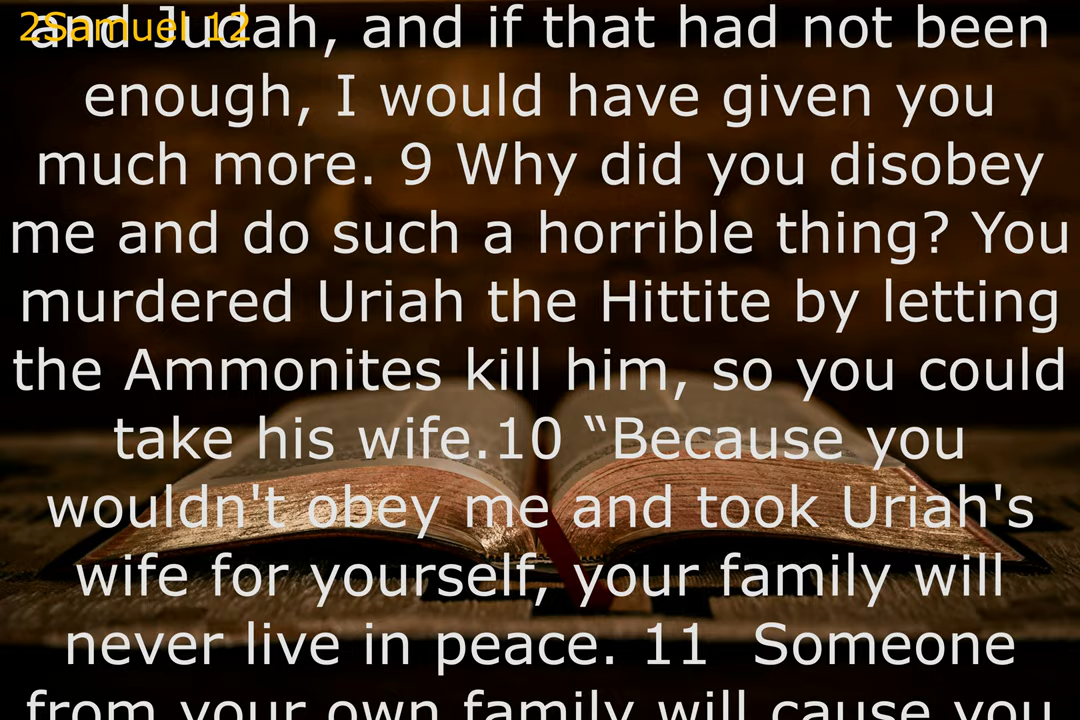 2Samuel 12
and Judah, and if that had not been
enough, I would have given you
much more. 9 Why did you disobey
me and do such a horrible thing? You
murdered Uriah the Hittite by letting
the Ammonites kill him, so you could
take his wife.10 “Because you
wouldn't obey me and took Uriah's
wife for yourself, your family will
never live in peace. 11  Someone
from your own family will cause you